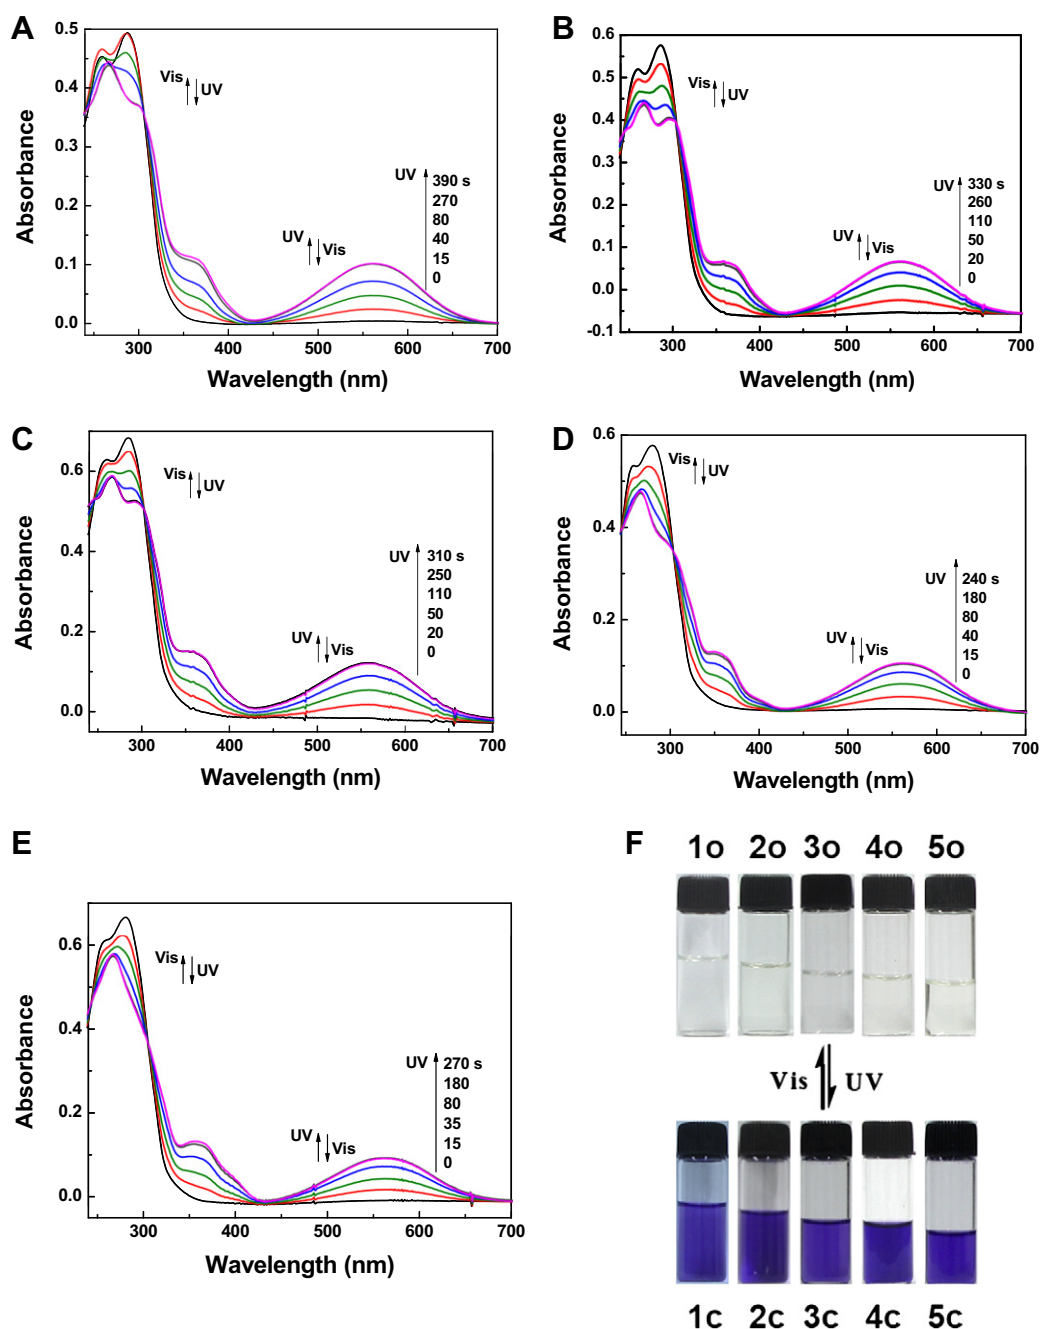 A
0.5
0.4
0.3
0.2
0.1
0.0
Absorbance
Vis UV
UV
390 s
270
80
40
15
0
UV Vis
300 400 500 600 700
Wavelength (nm)
B
0.6
0.5
0.4
0.3
0.2
0.1
0.0
-0.1
Absorbance
Vis UV
UV
330 s
260
110
50
20
0
UV Vis
300 400 500 600 700
Wavelength (nm)
C
0.6
0.4
0.2
0.0
Absorbance
Vis UV
UV
310 s
250
110
50
20
0
UV Vis
300 400 500 600 700
Wavelength (nm)
D
0.6
0.4
0.2
0.0
Absorbance
Vis UV
UV
240 s
180
80
40
15
0
UV Vis
300 400 500 600 700
Wavelength (nm)
E
0.6
0.4
0.2
0.0
Absorbance
Vis UV
UV
270 s
180
80
35
15
0
UV Vis
300 400 500 600 700
Wavelength (nm)
F
1o 2o 3o 4o 5o
Vis UV
1c 2c 3c 4c 5c